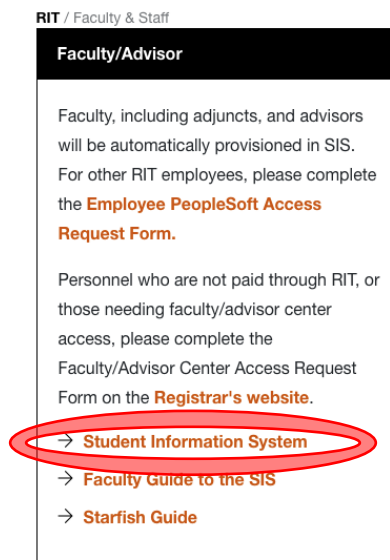 RIT / Faculty & Staff
Faculty/Advisor
Faculty, including adjuncts, and advisors
will be automatically provisioned in SIS.
For other RIT employees, please complete
the Employee PeopleSoft Access
Request Form.
Personnel who are not paid through RIT, or
those needing faculty/advisor center
access, please complete the
Faculty/Advisor Center Access Request
Form on the Registrar's website.
→ Student Information System
→ Faculty Guide to the SIS
→ Starfish Guide